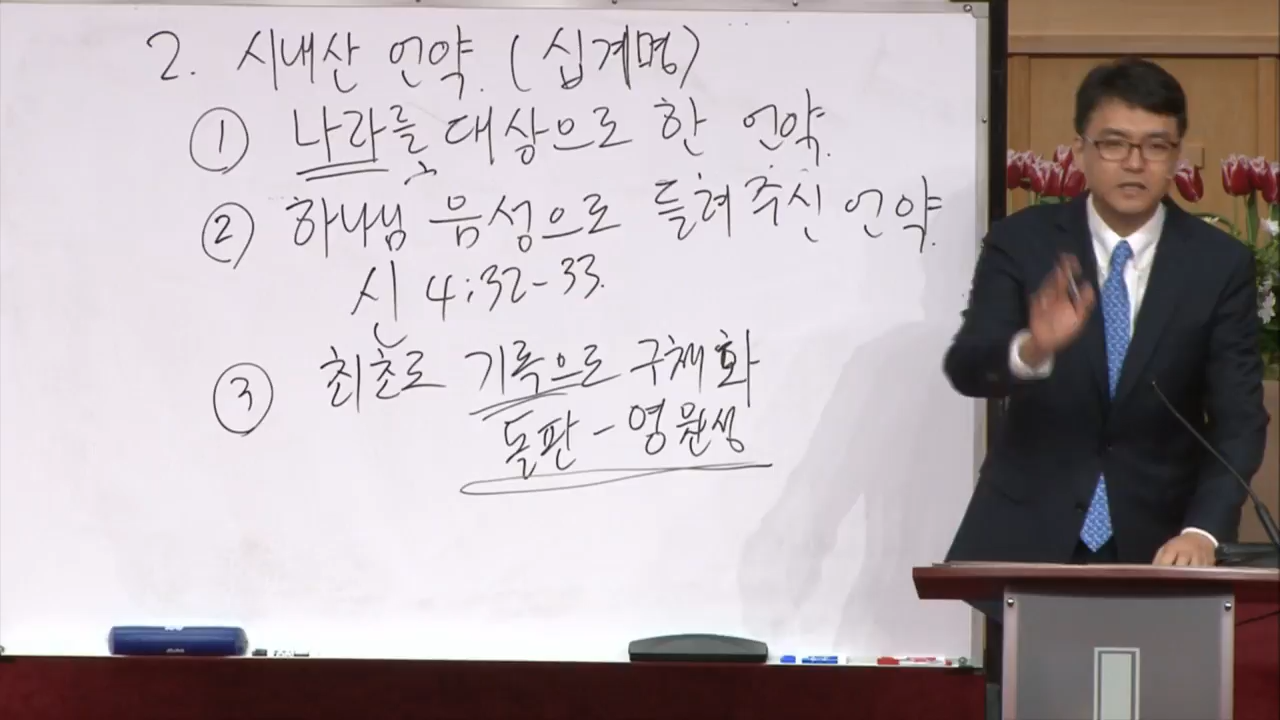 2. 시내산 언약. (십계명)
① 나라를 대상으로 한 언약.
② 하나님 음성으로 들려주신 언약.
신 4:32-33.
③ 최초로 기록으로 구체화
돌판 - 영원성